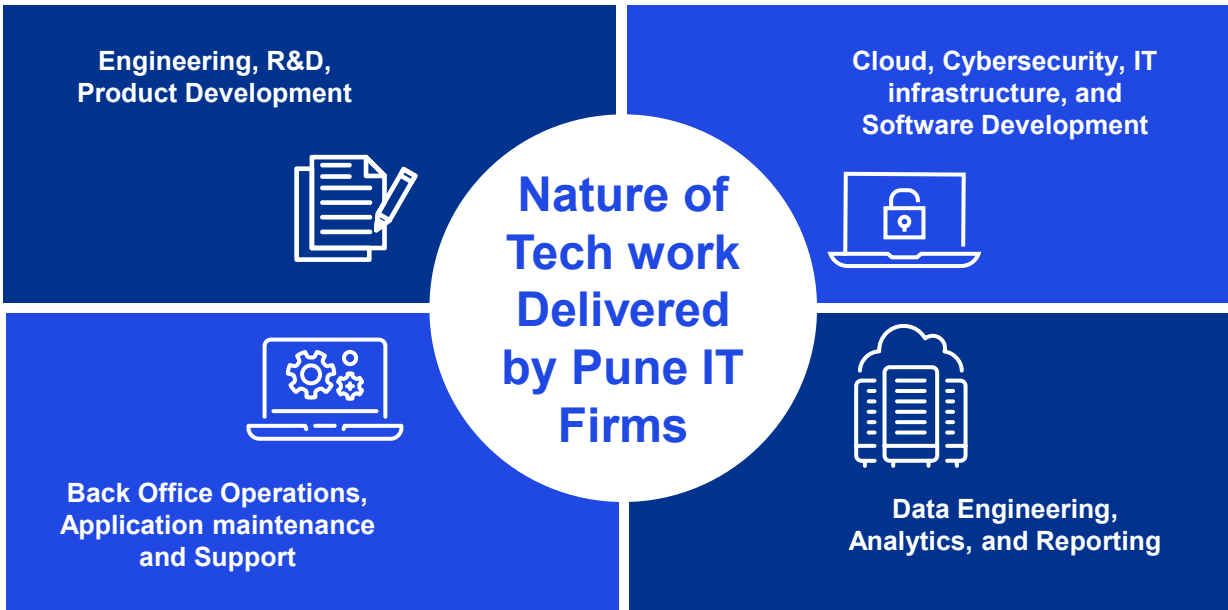 Engineering, R&D,
Product Development
Cloud, Cybersecurity, IT
infrastructure, and
Software Development
Nature of
Tech work
Delivered
by Pune IT
Firms
Back Office Operations,
Application maintenance
and Support
Data Engineering,
Analytics, and Reporting